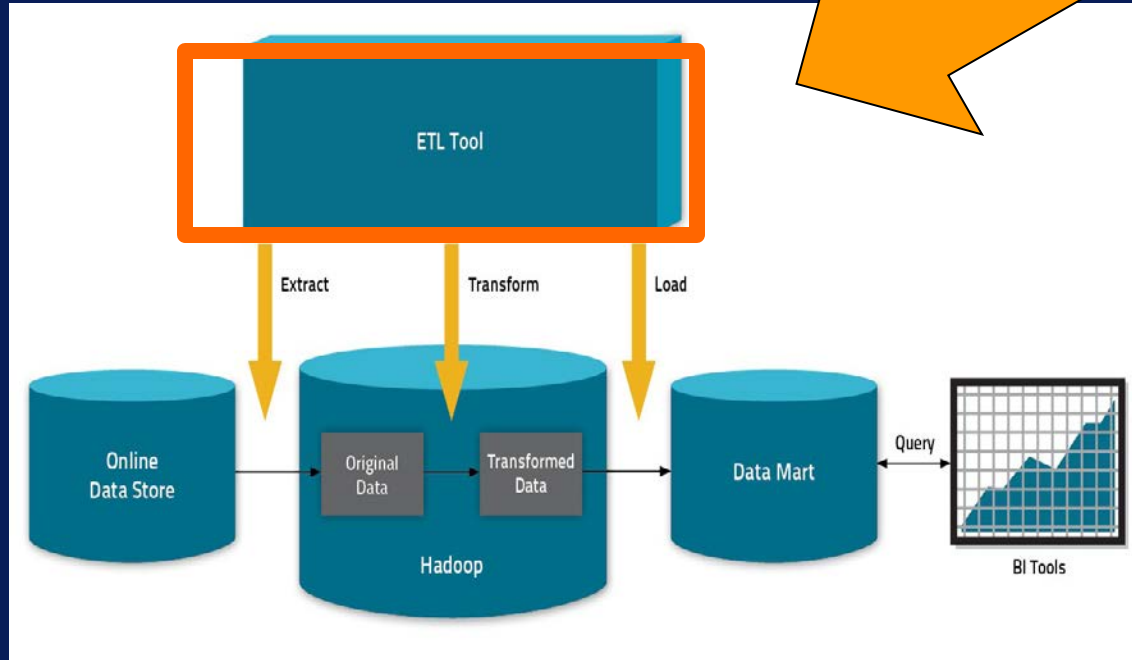 ETL Tool
Extract
Transform
Load
Online
Data Store
Original
Data
Transformed
Data
Hadoop
Data Mart
Query
BI Tools